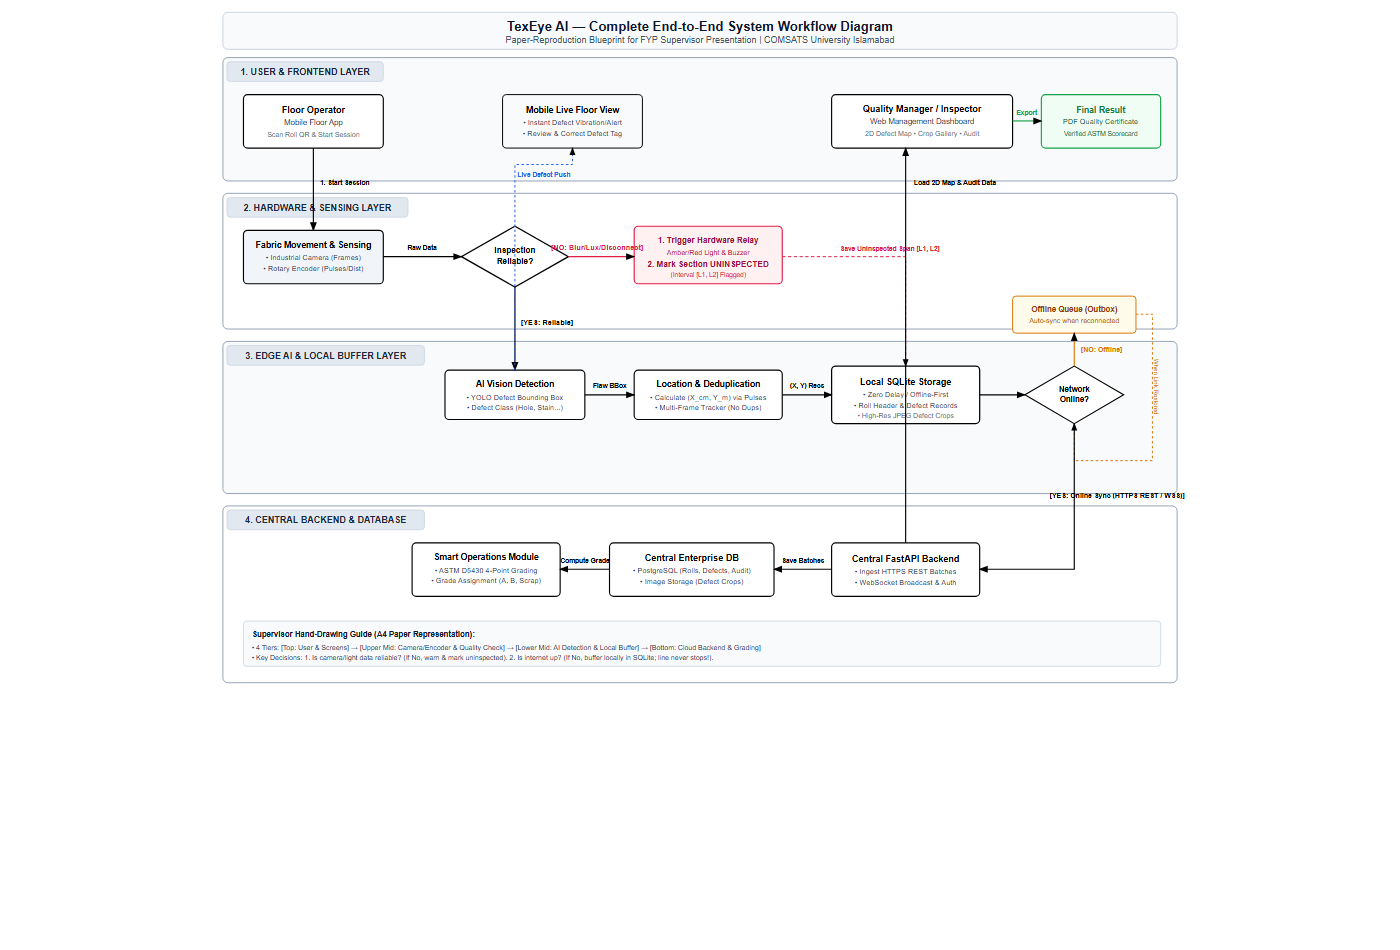 TexEye AI — Complete End-to-End System Workflow Diagram
Paper-Reproduction Blueprint for FYP Supervisor Presentation | COMSATS University Islamabad
1. USER & FRONTEND LAYER
Floor Operator
Mobile Floor App
Scan Roll QR & Start Session
Mobile Live Floor View
• Instant Defect Vibration/Alert
• Review & Correct Defect Tag
Quality Manager / Inspector
Web Management Dashboard
2D Defect Map • Crop Gallery • Audit
Export
Final Result
PDF Quality Certificate
Verified ASTM Scorecard
Live Defect Push
1. Start Session
Load 2D Map & Audit Data
2. HARDWARE & SENSING LAYER
Fabric Movement & Sensing
• Industrial Camera (Frames)
• Rotary Encoder (Pulses/Dist)
Raw Data
Inspection
Reliable?
[NO: Blur/Lux/Disconnect]
1. Trigger Hardware Relay
Amber/Red Light & Buzzer
2. Mark Section UNINSPECTED
(Interval [L1, L2] Flagged)
Save Uninspected Span [L1, L2]
[YES: Reliable]
Offline Queue (Outbox)
Auto-sync when reconnected
[NO: Offline]
When Link Restored
3. EDGE AI & LOCAL BUFFER LAYER
AI Vision Detection
• YOLO Defect Bounding Box
• Defect Class (Hole, Stain...)
Flaw BBox
Location & Deduplication
• Calculate (X_cm, Y_m) via Pulses
• Multi-Frame Tracker (No Dups)
(X, Y) Recs
Local SQLite Storage
• Zero Delay / Offline-First
• Roll Header & Defect Records
• High-Res JPEG Defect Crops
Network
Online?
[YES: Online Sync (HTTPS REST / WSS)]
4. CENTRAL BACKEND & DATABASE
Smart Operations Module
• ASTM D5430 4-Point Grading
• Grade Assignment (A, B, Scrap)
Compute Grade
Central Enterprise DB
• PostgreSQL (Rolls, Defects, Audit)
• Image Storage (Defect Crops)
Save Batches
Central FastAPI Backend
• Ingest HTTPS REST Batches
• WebSocket Broadcast & Auth
Supervisor Hand-Drawing Guide (A4 Paper Representation):
• 4 Tiers: [Top: User & Screens] → [Upper Mid: Camera/Encoder & Quality Check] → [Lower Mid: AI Detection & Local Buffer] → [Bottom: Cloud Backend & Grading]
• Key Decisions: 1. Is camera/light data reliable? (If No, warn & mark uninspected). 2. Is internet up? (If No, buffer locally in SQLite; line never stops!).